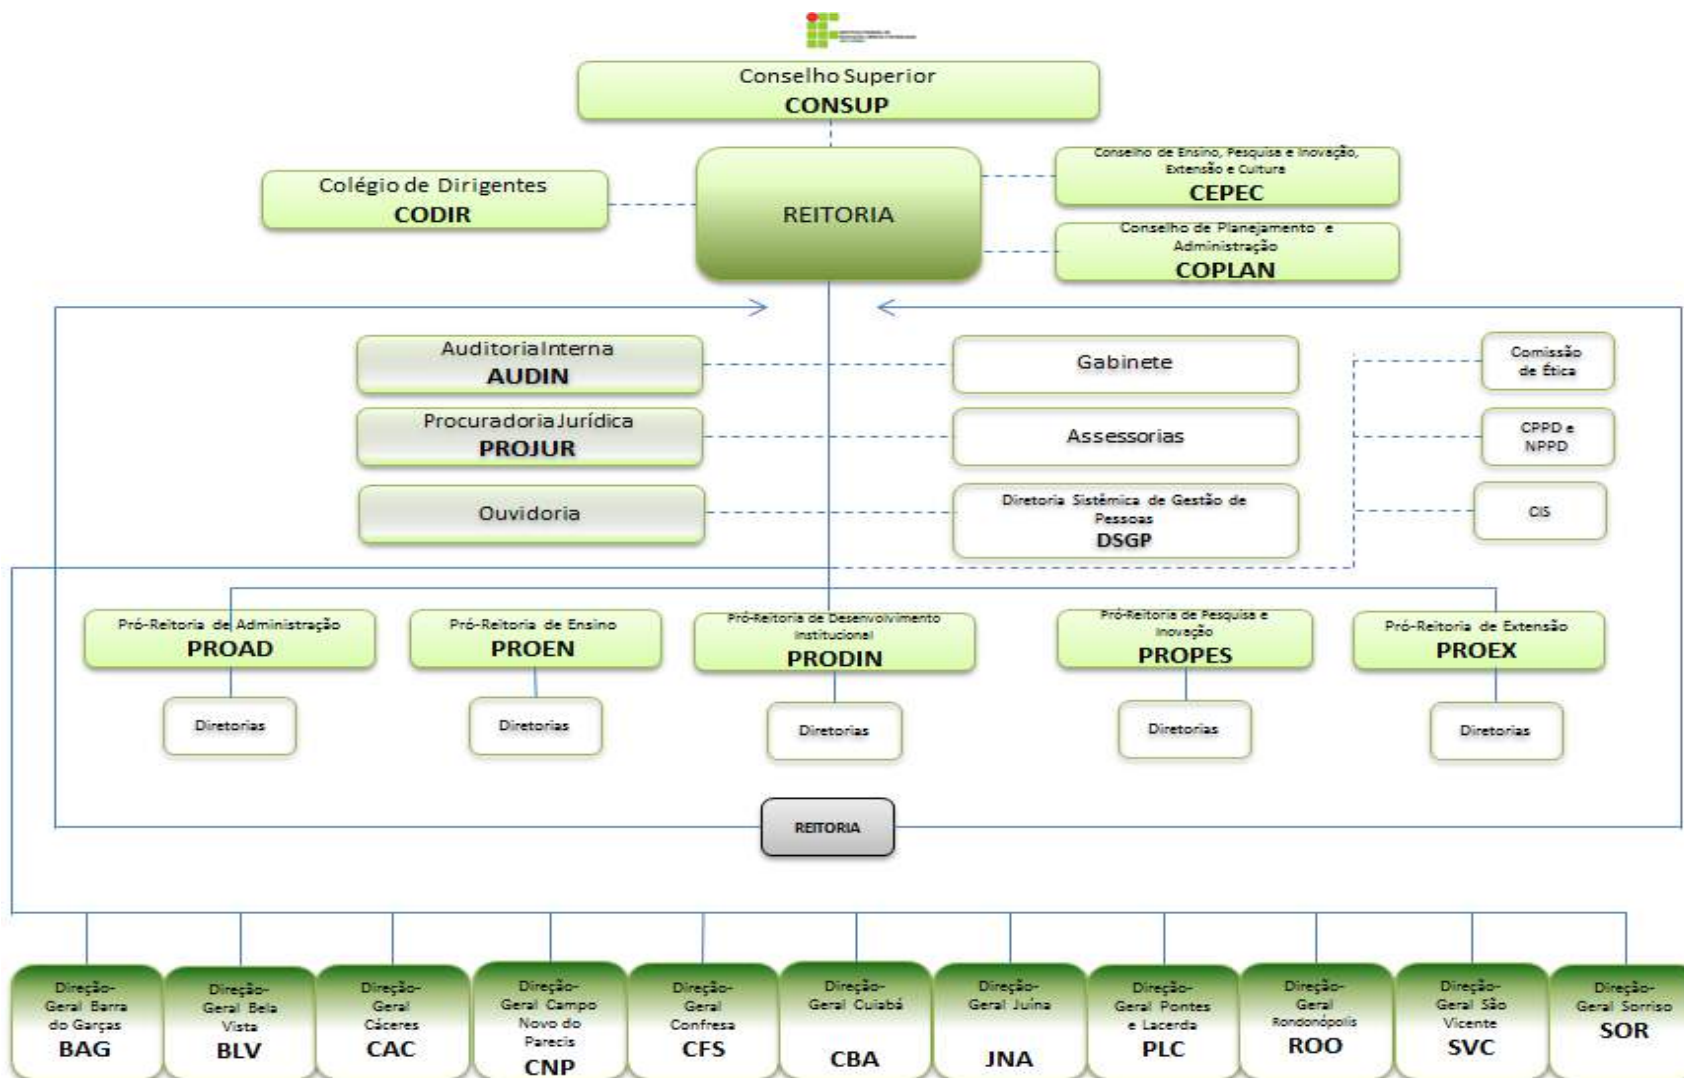 Conselho Superior
CONSUP
Colégio de Dirigentes
CODIR
REITORIA
Conselho de Ensino, Pesquisa e Inovação,
Extensão e Cultura
CEPEC
Conselho de Planejamento e
Administração
COPLAN
Auditoria Interna
AUDIN
Gabinete
Comissão
de Ética
Procuradoria Jurídica
PROJUR
Assessorias
CPPD e
NPPD
Ouvidoria
Diretoria Sistêmica de Gestão de
Pessoas
DSGP
CIS
Pró-Reitoria de Administração
PROAD
Pró-Reitoria de Ensino
PROEN
Pró-Reitoria de Desenvolvimento
Institucional
PRODIN
Pró-Reitoria de Pesquisa e
Inovação
PROPES
Pró-Reitoria de Extensão
PROEX
Diretorias
Diretorias
Diretorias
Diretorias
Diretorias
REITORIA
Direção-
Geral Barra
do Garças
BAG
Direção-
Geral Bela
Vista
BLV
Direção-
Geral
Cáceres
CAC
Direção-
Geral Campo
Novo do
Parecis
CNP
Direção-
Geral
Confresa
CFS
Direção-
Geral Cuiabá
CBA
Direção-
Geral Juína
JNA
Direção-
Geral Pontes
e Lacerda
PLC
Direção-
Geral
Rondonópolis
ROO
Direção-
Geral São
Vicente
SVC
Direção-
Geral Sorriso
SOR